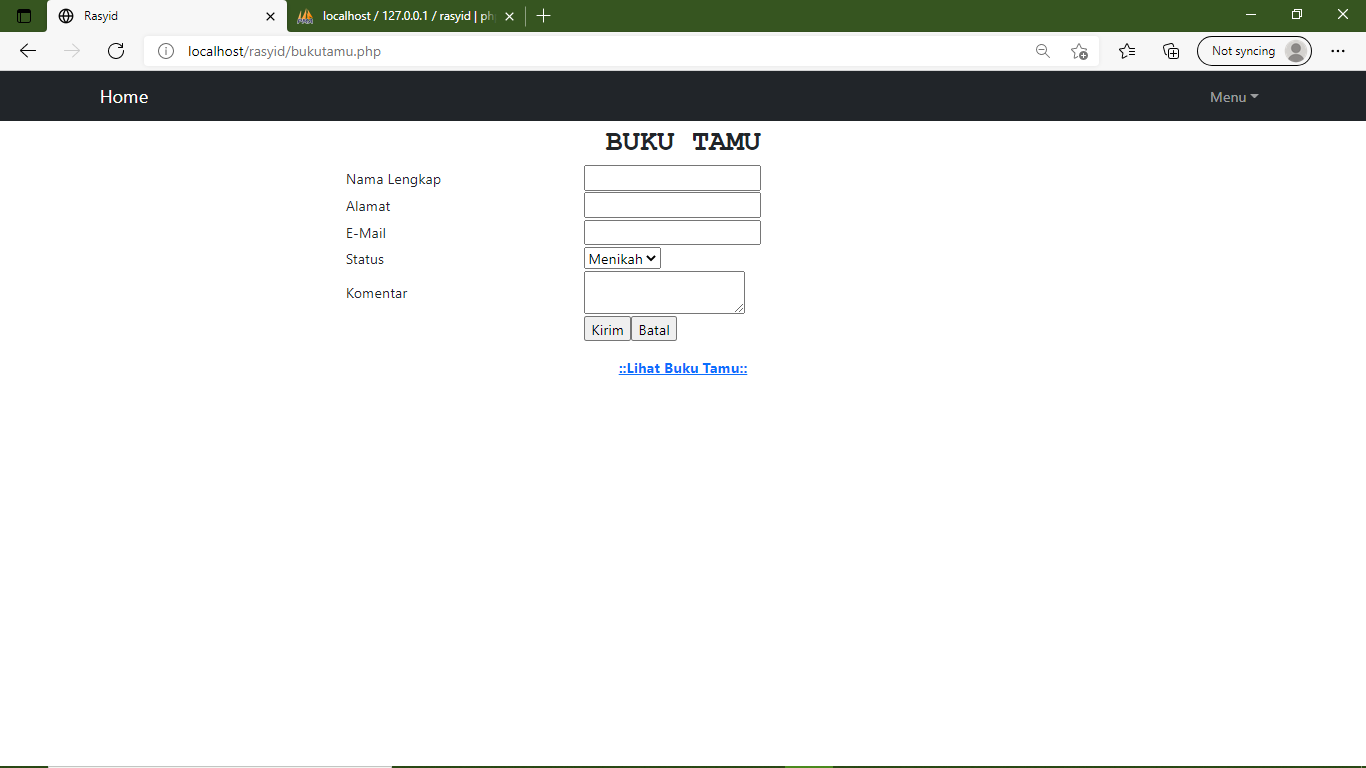 Rasyid
localhost / 127.0.0.1 / rasyid | ph
localhost/rasyid/bukutamu.php
Not syncing
Home
Menu
BUKU TAMU
Nama Lengkap
Alamat
E-Mail
Status
Menikah
Komentar
Kirim
Batal
::Lihat Buku Tamu::